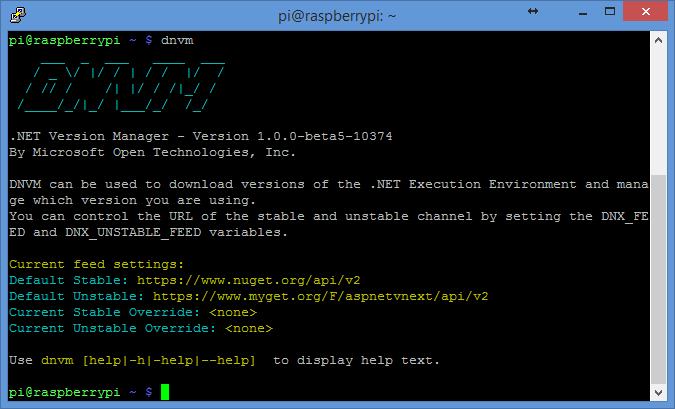 pi@raspberrypi: ~
pi@raspberrypi ~ $ dnvm
    ___  _  ___   ____  ___
   / _ \/ |/ / | / /  |/  /
  / // /    /| |/ / /|_/ /
 /____/_/|_/ |___/_/  /_/
.NET Version Manager - Version 1.0.0-beta5-10374
By Microsoft Open Technologies, Inc.
DNVM can be used to download versions of the .NET Execution Environment and mana
ge which version you are using.
You can control the URL of the stable and unstable channel by setting the DNX_FE
ED and DNX_UNSTABLE_FEED variables.
Current feed settings:
Default Stable: https://www.nuget.org/api/v2
Default Unstable: https://www.myget.org/F/aspnetvnext/api/v2
Current Stable Override: <none>
Current Unstable Override: <none>
Use dnvm [help|-h|-help|--help]  to display help text.
pi@raspberrypi ~ $